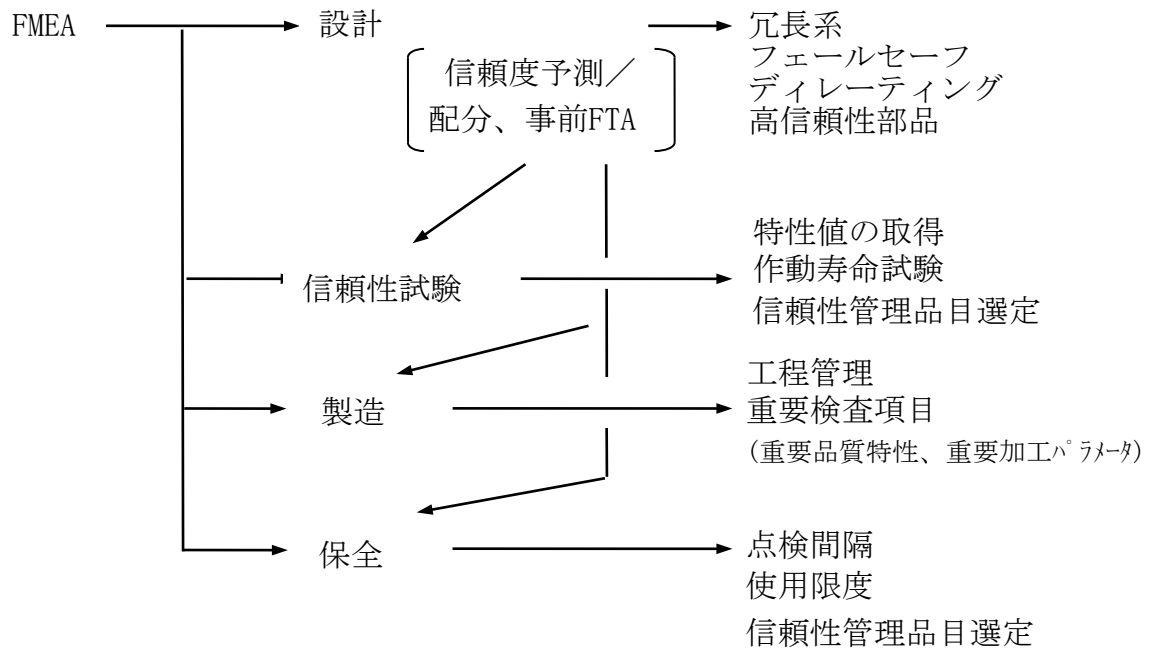 FMEA
設計
信頼度予測／
配分、事前FTA
冗長系
フェールセーフ
ディレーティング
高信頼性部品
信頼性試験
特性値の取得
作動寿命試験
信頼性管理品目選定
製造
工程管理
重要検査項目
(重要品質特性、重要加工ﾊﾟﾗﾒｰﾀ)
保全
点検間隔
使用限度
信頼性管理品目選定